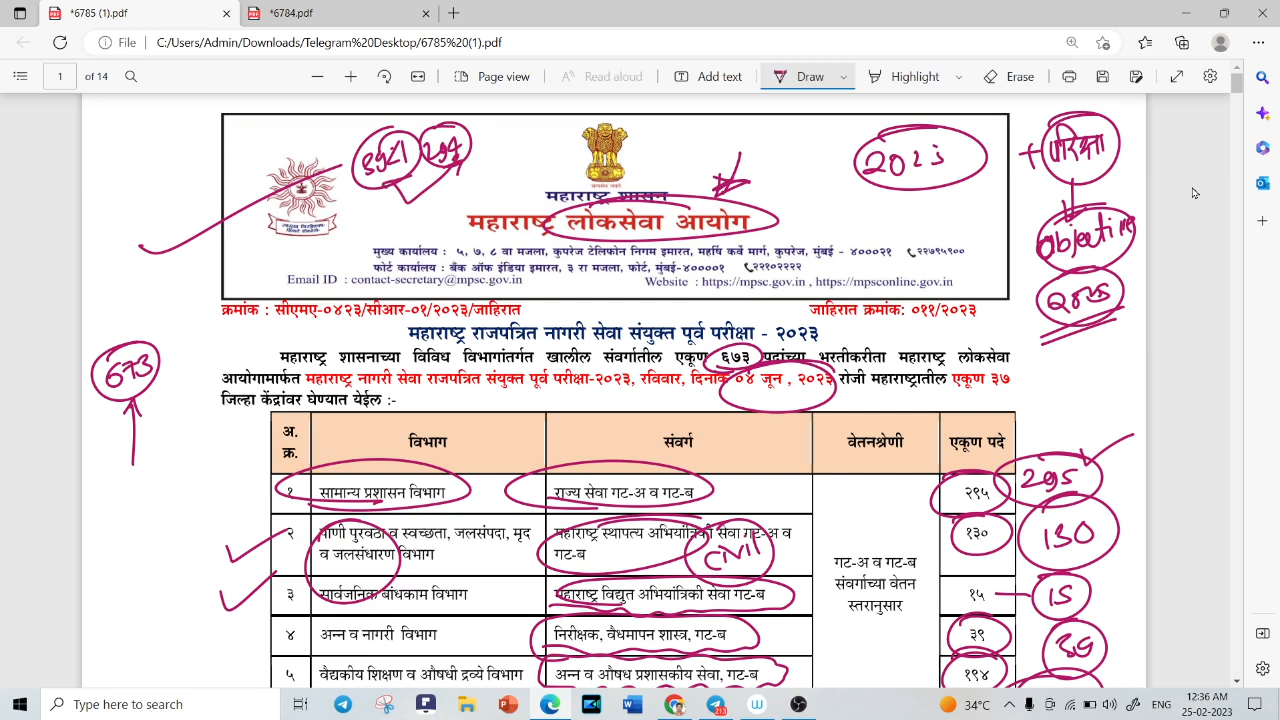 *6785 (1).pdf
*6784.pdf
File
C:/Users/Admin/Downloads/Telegram%20Desktop/6785%20(1).pdf
1 of 14
Page view
Read aloud
Add text
Draw
Highlight
Erase
2023
+ परिक्षा
महाराष्ट्र शासन
महाराष्ट्र लोकसेवा आयोग
मुख्य कार्यालय : ५, ७, ८ वा मजला, कुपरेज टेलिफोन निगम इमारत, महर्षि कर्वे मार्ग, कुपरेज, मुंबई - ४०००२१ २२७९५९००
फोर्ट कार्यालय : बँक ऑफ इंडिया इमारत, ३ रा मजला, फोर्ट, मुंबई-४००००१ २२१०२२२२
Email ID : contact-secretary@mpsc.gov.in Website : https://mpsc.gov.in , https://mpsconline.gov.in
क्रमांक : सीएमए-०४२३/सीआर-०१/२०२३/जाहिरात जाहिरात क्रमांक: ०११/२०२३
महाराष्ट्र राजपत्रित नागरी सेवा संयुक्त पूर्व परीक्षा - २०२३
महाराष्ट्र शासनाच्या विविध विभागांतर्गत खालील संवर्गातील एकूण ६७३ पदांच्या भरतीकरीता महाराष्ट्र लोकसेवा
आयोगामार्फत महाराष्ट्र नागरी सेवा राजपत्रित संयुक्त पूर्व परीक्षा-२०२३, रविवार, दिनांक ०४ जून , २०२३ रोजी महाराष्ट्रातील एकूण ३७
जिल्हा केंद्रांवर घेण्यात येईल :-
673
अ. क्र. विभाग संवर्ग वेतनश्रेणी एकूण पदे
१ सामान्य प्रशासन विभाग राज्य सेवा गट-अ व गट-ब २९५ 295
२ पाणी पुरवठा व स्वच्छता, जलसंपदा, मृद महाराष्ट्र स्थापत्य अभियांत्रिकी सेवा गट-अ व १३० 130
व जलसंधारण विभाग गट-ब civil
गट-अ व गट-ब
संवर्गाच्या वेतन
स्तरानुसार
३ सार्वजनिक बांधकाम विभाग महाराष्ट्र विद्युत अभियांत्रिकी सेवा गट-ब १५ 15
४ अन्न व नागरी विभाग निरीक्षक, वैधमापन शास्त्र, गट-ब ३९ 39
५ वैद्यकीय शिक्षण व औषधी द्रव्ये विभाग अन्न व औषध प्रशासकीय सेवा, गट-ब १९४
Type here to search
213
34°C
ENG
12:36 AM
25-02-2023